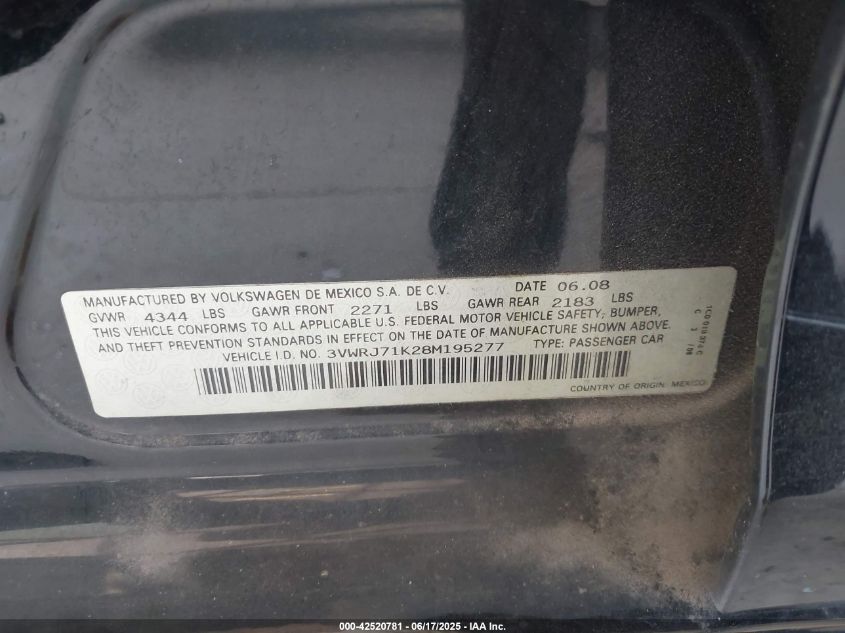 MANUFACTURED BY VOLKSWAGEN DE MEXICO S.A. DE C.V. DATE 06.08
GVWR 4344 LBS GAWR FRONT 2271 LBS GAWR REAR 2183 LBS
THIS VEHICLE CONFORMS TO ALL APPLICABLE U.S. FEDERAL MOTOR VEHICLE SAFETY, BUMPER,
AND THEFT PREVENTION STANDARDS IN EFFECT ON THE DATE OF MANUFACTURE SHOWN ABOVE.
VEHICLE I.D. NO. 3VWRJ71K28M195277 TYPE: PASSENGER CAR
COUNTRY OF ORIGIN: MEXICO
000-42520781 - 06/17/2025 - IAA Inc.